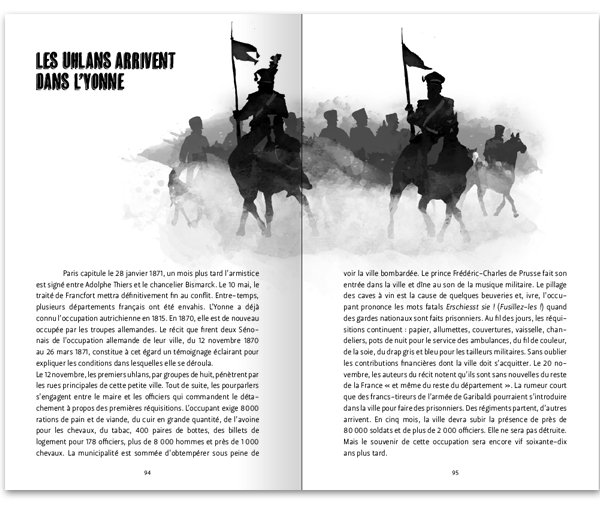 LES UHLANS ARRIVENT
DANS L'YONNE
Paris capitule le 28 janvier 1871, un mois plus tard l'armistice
est signé entre Adolphe Thiers et le chancelier Bismarck. Le 10 mai, le
traité de Francfort mettra définitivement fin au conflit. Entre-temps,
plusieurs départements français ont été envahis. L'Yonne a déjà
connu l'occupation autrichienne en 1815. En 1870, elle est de nouveau
occupée par les troupes allemandes. Le récit que firent deux Séno-
nais de l'occupation allemande de leur ville, du 12 novembre 1870
au 26 mars 1871, constitue à cet égard un témoignage éclairant pour
expliquer les conditions dans lesquelles elle se déroula.
Le 12 novembre, les premiers uhlans, par groupes de huit, pénètrent par
les rues principales de cette petite ville. Tout de suite, les pourparlers
s'engagent entre le maire et les officiers qui commandent le déta-
chement à propos des premières réquisitions. L'occupant exige 8 000
rations de pain et de viande, du cuir en grande quantité, de l'avoine
pour les chevaux, du tabac, 400 paires de bottes, des billets de
logement pour 178 officiers, plus de 8 000 hommes et près de 1 000
chevaux. La municipalité est sommée d'obtempérer sous peine de
94
voir la ville bombardée. Le prince Frédéric-Charles de Prusse fait son
entrée dans la ville et dîne au son de la musique militaire. Le pillage
des caves à vin est la cause de quelques beuveries et, ivre, l'occu-
pant prononce les mots fatals Erschiesst sie ! (Fusillez-les !) quand
des gardes nationaux sont faits prisonniers. Au fil des jours, les réqui-
sitions continuent : papier, allumettes, couvertures, vaisselle, chan-
deliers, pots de nuit pour le service des ambulances, du fil de couleur,
de la soie, du drap gris et bleu pour les tailleurs militaires. Sans oublier
les contributions financières dont la ville doit s'acquitter. Le 20 no-
vembre, les auteurs du récit notent qu'ils sont sans nouvelles du reste
de la France « et même du reste du département ». La rumeur court
que des francs-tireurs de l'armée de Garibaldi pourraient s'introduire
dans la ville pour faire des prisonniers. Des régiments partent, d'autres
arrivent. En cinq mois, la ville devra subir la présence de près de
80 000 soldats et de plus de 2 000 officiers. Elle ne sera pas détruite.
Mais le souvenir de cette occupation sera encore vif soixante-dix
ans plus tard.
95